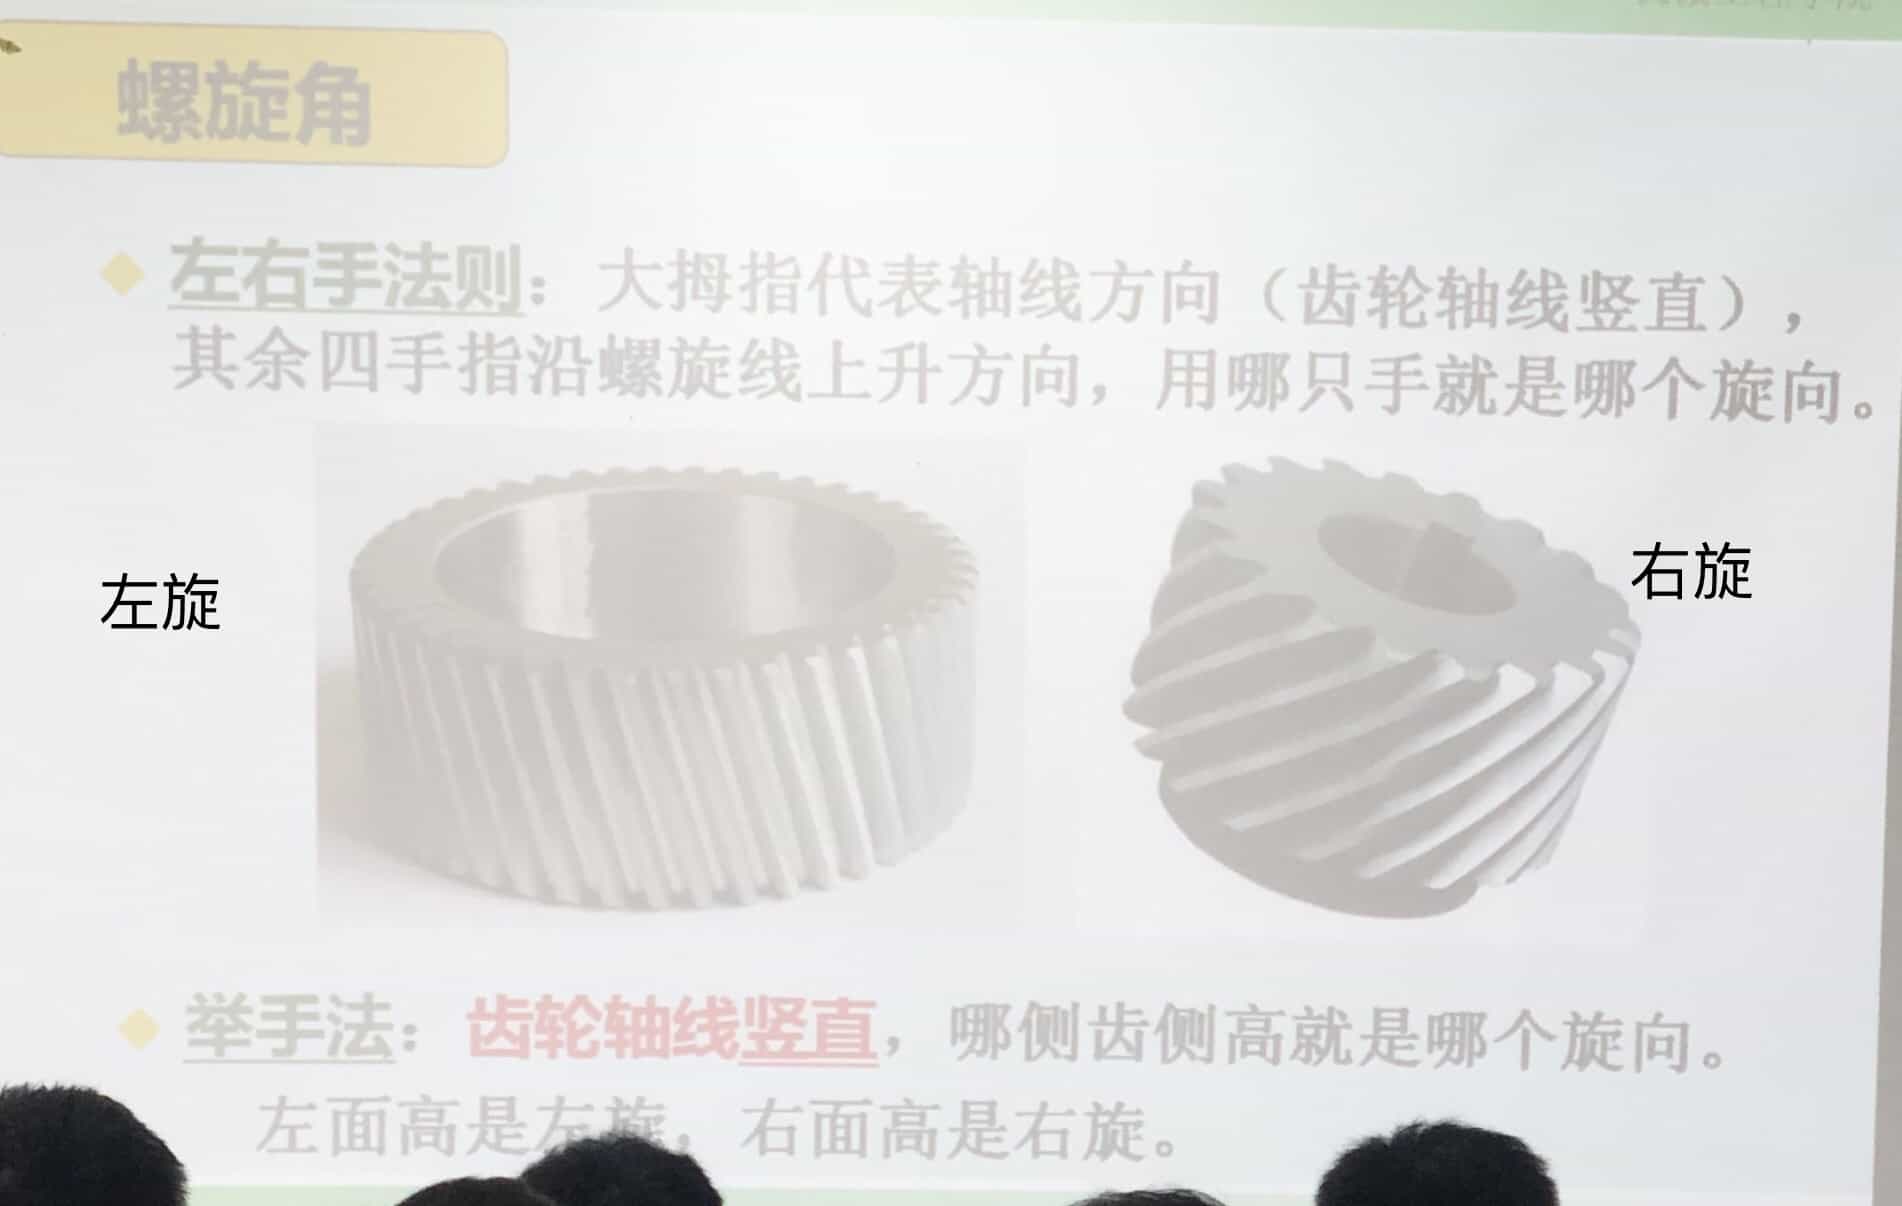 螺旋角
左右手法则：大拇指代表轴线方向（齿轮轴线竖直），
其余四手指沿螺旋线上升方向，用哪只手就是哪个旋向。
左旋
右旋
举手法：齿轮轴线竖直，哪侧齿侧高就是哪个旋向。
左面高是左旋，右面高是右旋。